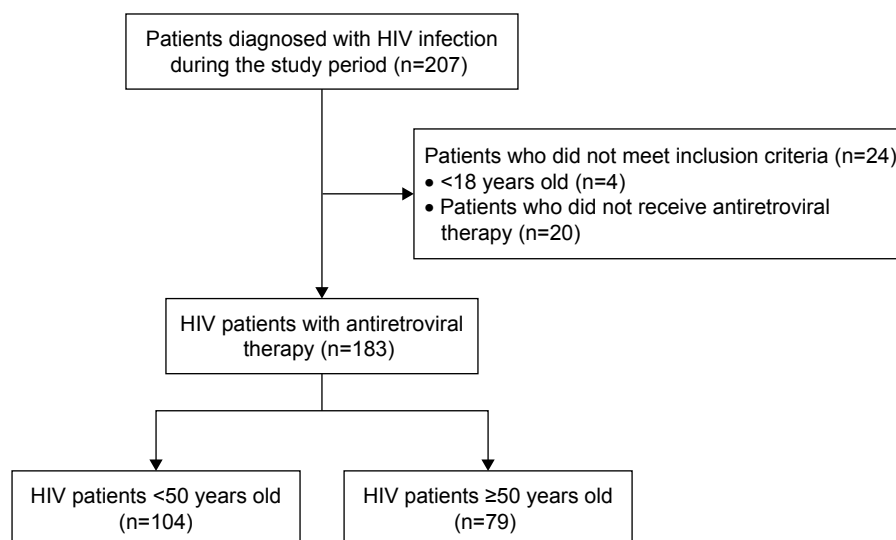 Patients diagnosed with HIV infection
during the study period (n=207)
Patients who did not meet inclusion criteria (n=24)
• <18 years old (n=4)
• Patients who did not receive antiretroviral
therapy (n=20)
HIV patients with antiretroviral
therapy (n=183)
HIV patients <50 years old
(n=104)
HIV patients ≥50 years old
(n=79)